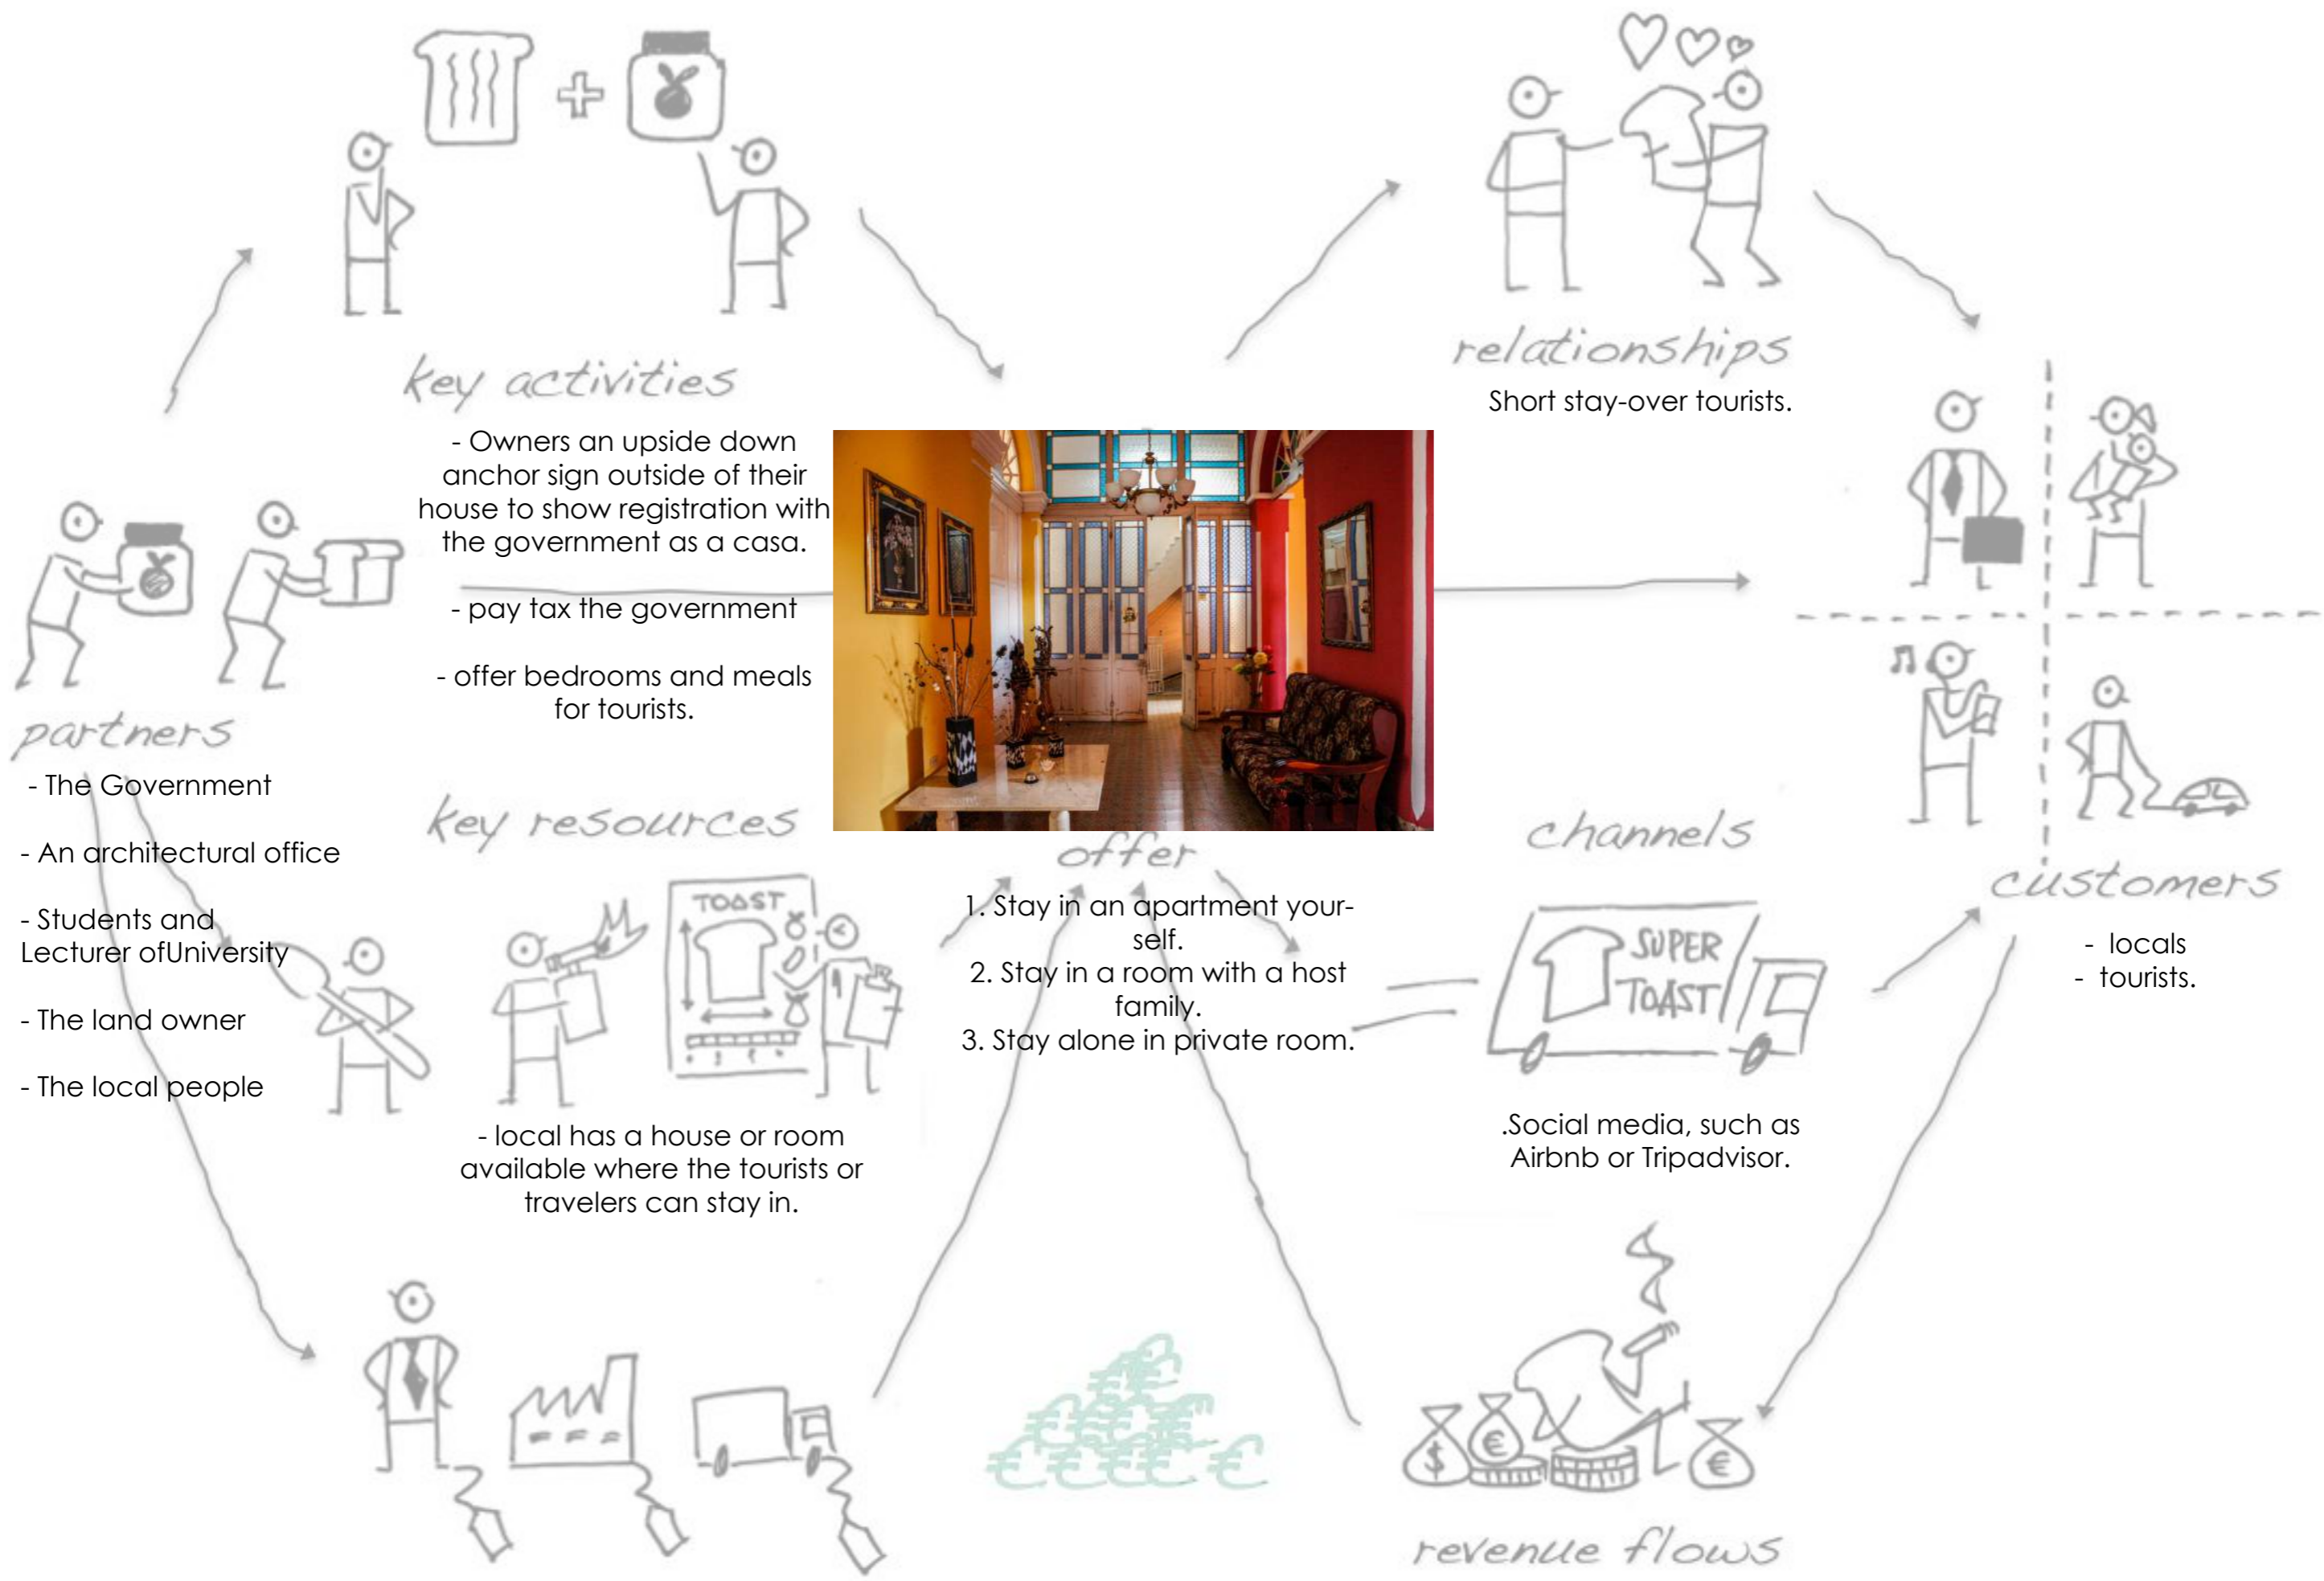 key activities
- Owners an upside down
anchor sign outside of their
house to show registration with
the government as a casa.
- pay tax the government
- offer bedrooms and meals
for tourists.
relationships
Short stay-over tourists.
partners
- The Government
- An architectural office
- Students and
Lecturer ofUniversity
- The land owner
- The local people
key resources
TOAST
- local has a house or room
available where the tourists or
travelers can stay in.
offer
1. Stay in an apartment your-
self.
2. Stay in a room with a host
family.
3. Stay alone in private room.
channels
SUPER
TOAST
.Social media, such as
Airbnb or Tripadvisor.
customers
- locals
- tourists.
€
€ € € €
€ € € € €
$ € €
revenue flows